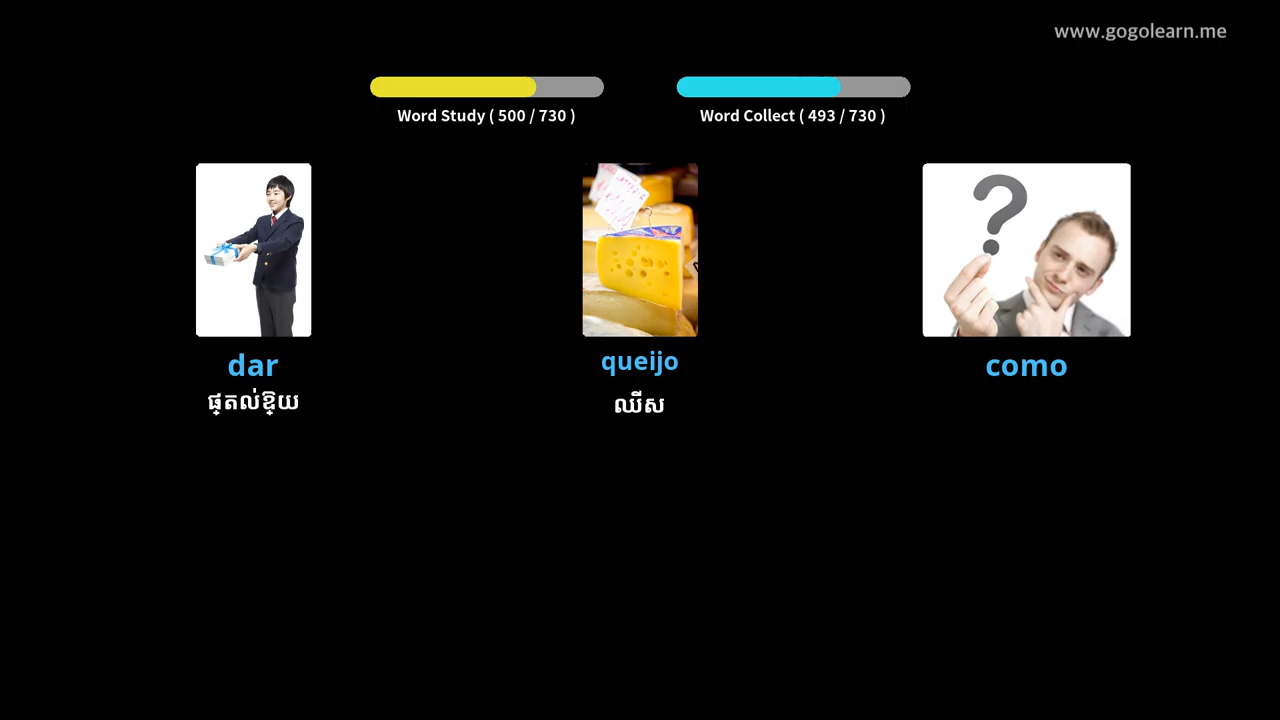 www.gogolearn.me
Word Study ( 500 / 730 )
Word Collect ( 493 / 730 )
dar
queijo
como
ផ្តល់ឱ្យ
ឈីស